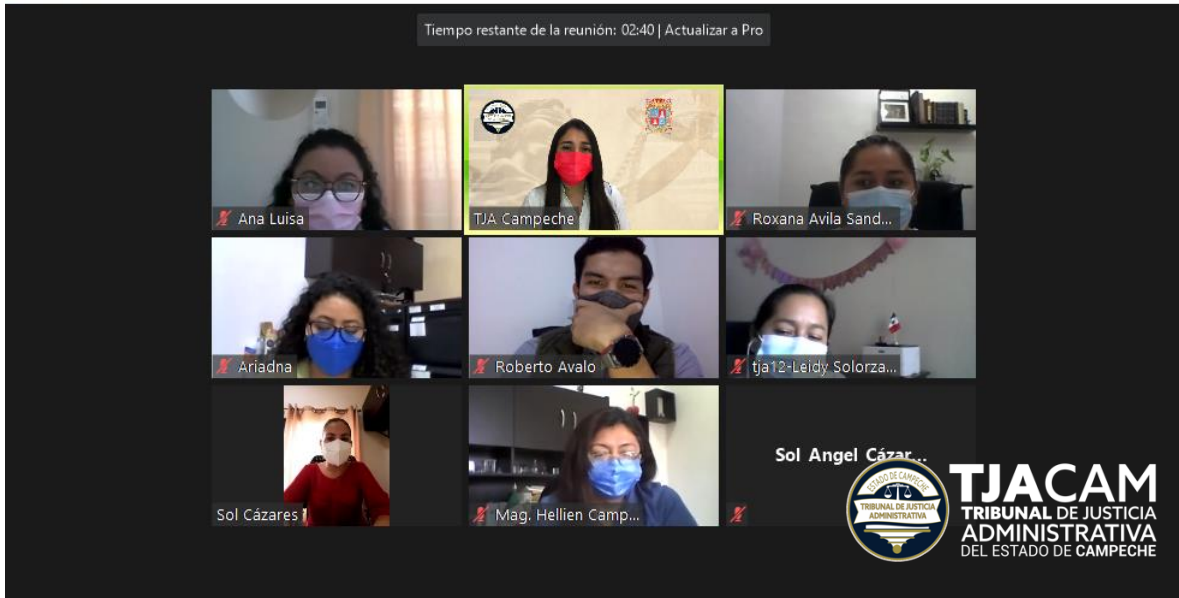 Tiempo restante de la reunión: 02:40 | Actualizar a Pro
Ana Luisa
TJA Campeche
Roxana Avila Sand...
Ariadna
Roberto Avalo
tja12-Leidy Solorza...
Sol Cázares
Mag. Hellien Camp...
Sol Angel Cázar...
ESTADO DE CAMPECHE
TRIBUNAL DE JUSTICIA
ADMINISTRATIVA
TJACAM
TRIBUNAL DE JUSTICIA
ADMINISTRATIVA
DEL ESTADO DE CAMPECHE